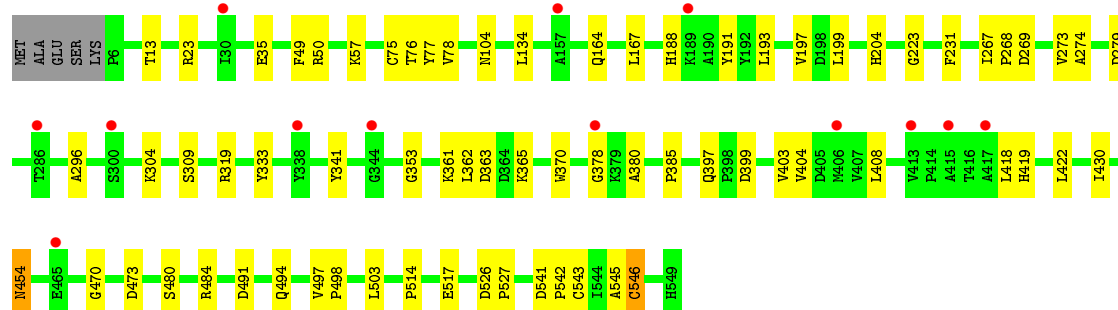 MET ALA GLU SER LYS P6 T13 R23 I30 E35 F49 R50 K57 C75 T76 Y77 V78 N104 L134 A157 Q164 L167 H188 K189 A190 Y191 Y192 L193 V197 D198 L199 H204 G223 F231 I267 P268 D269 V273 A274
T286 A296 S300 K304 S309 R319 Y333 Y338 Y341 G344 G353 K361 L362 D363 D364 K365 W370 G378 K379 A380 P385 Q397 P398 D399 V403 V404 D405 M406 V407 L408 V413 P414 A415 T416 A417 L418 H419 L422 I430
N454 E465 G470 D473 S480 R484 D491 Q494 V497 P498 L503 P514 E517 D526 P527 D541 P542 C543 I544 A545 C546 H549